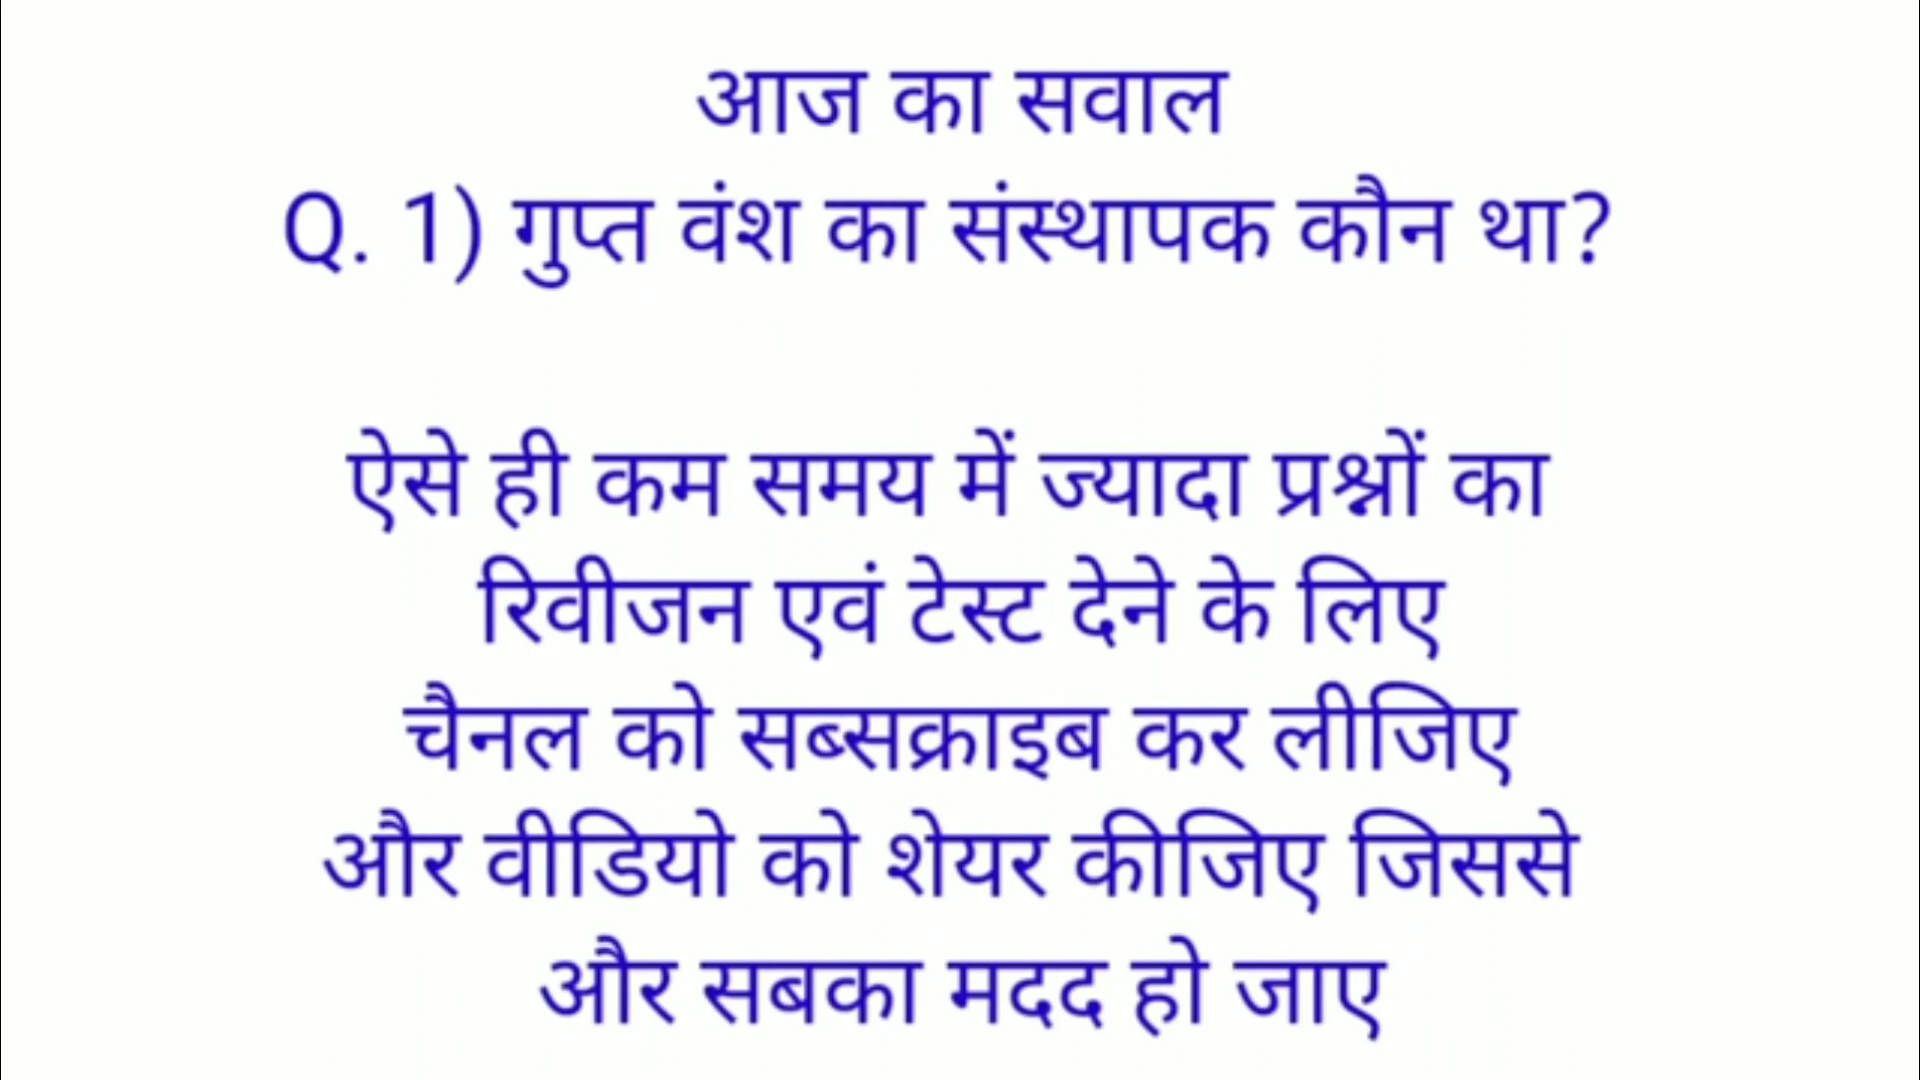 आज का सवाल
Q. 1) गुप्त वंश का संस्थापक कौन था?
ऐसे ही कम समय में ज्यादा प्रश्नों का
रिवीजन एवं टेस्ट देने के लिए
चैनल को सब्सक्राइब कर लीजिए
और वीडियो को शेयर कीजिए जिससे
और सबका मदद हो जाए